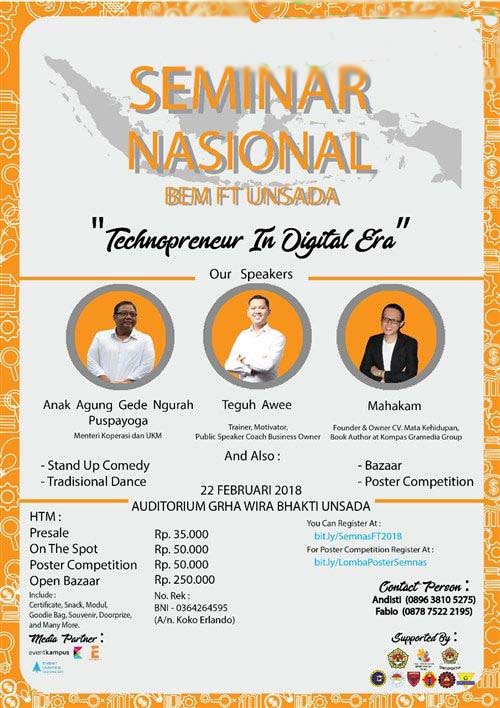 SEMINAR
NASIONAL
BEM FT UNSADA
"Technopreneur In Digital Era"
Our Speakers
Anak Agung Gede Ngurah
Puspayoga
Menteri Koperasi dan UKM
Teguh Awee
Trainer, Motivator,
Public Speaker Coach Business Owner
Mahakam
Founder & Owner CV. Mata Kehidupan,
Book Author at Kompas Gramedia Group
And Also :
- Stand Up Comedy
- Tradisional Dance
- Bazaar
- Poster Competition
22 FEBRUARI 2018
AUDITORIUM GRHA WIRA BHAKTI UNSADA
HTM :
Presale Rp. 35.000
On The Spot Rp. 50.000
Poster Competition Rp. 50.000
Open Bazaar Rp. 250.000
Include :
Certificate, Snack, Modul,
Goodie Bag, Souvenir, Doorprize,
and Many More.
No. Rek :
BNI - 0364264595
(A/n. Koko Erlando)
You Can Register At :
bit.ly/SemnasFT2018
For Poster Competition Register At :
bit.ly/LombaPosterSemnas
Contact Person :
Andisti (0896 3810 5275)
Fabio (0878 7522 2195)
Media Partner :
eventkampus
EVENT
HUNTER
INDONESIA
Supported By :